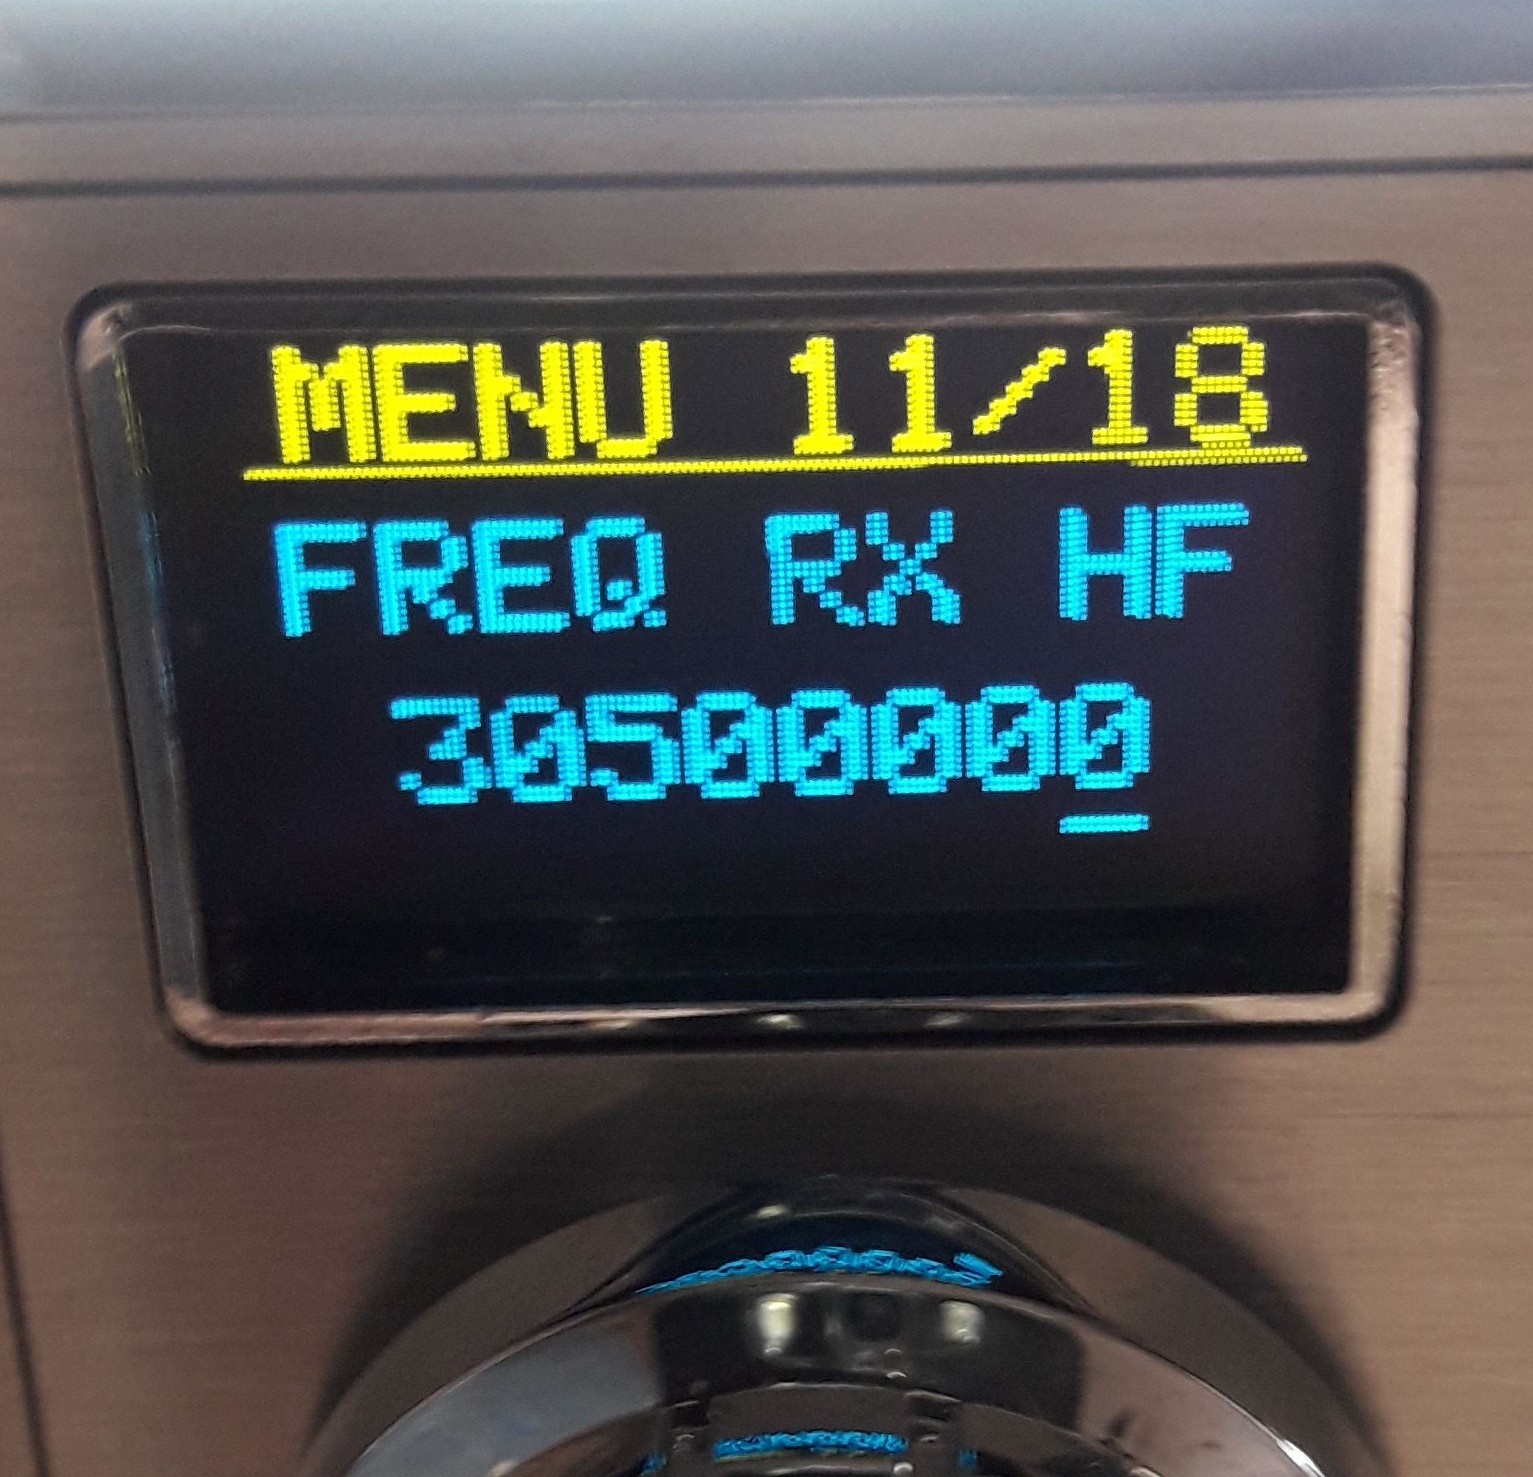 MENU 11/18
FREQ RX HF
30500000